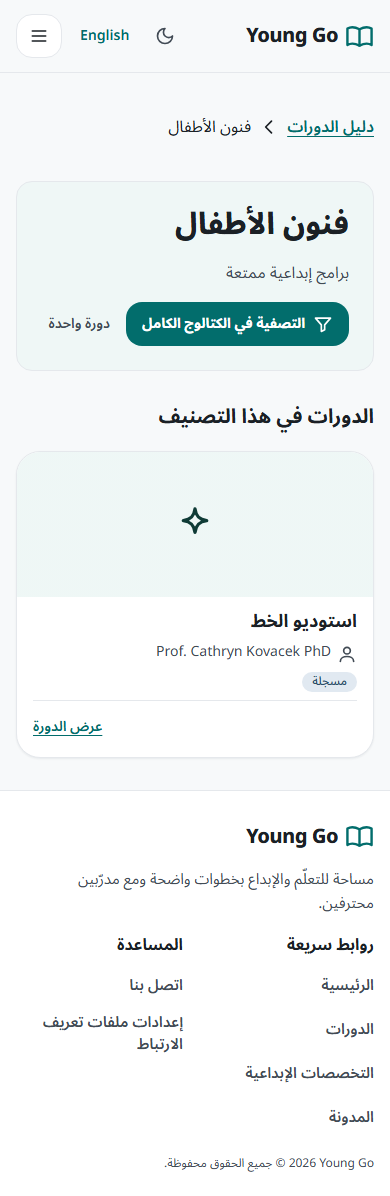 Young Go
English
دليل الدورات
فنون الأطفال
فنون الأطفال
برامج إبداعية ممتعة
التصفية في الكتالوج الكامل
دورة واحدة
الدورات في هذا التصنيف
استوديو الخط
Prof. Cathryn Kovacek PhD
مسجلة
عرض الدورة
Young Go
مساحة للتعلّم والإبداع بخطوات واضحة ومع مدرّبين
محترفين.
روابط سريعة
الرئيسية
الدورات
التخصصات الإبداعية
المدونة
المساعدة
اتصل بنا
إعدادات ملفات تعريف
الارتباط
Young Go 2026 © جميع الحقوق محفوظة.